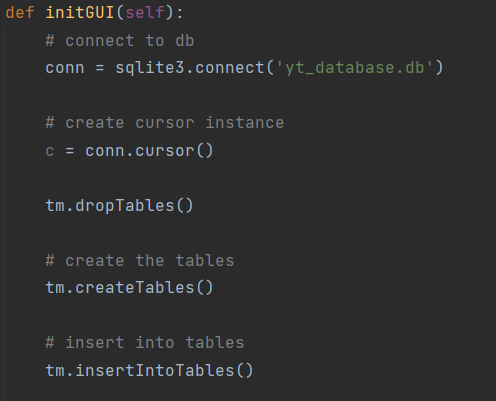 def initGUI(self):
# connect to db
conn = sqlite3.connect('yt_database.db')
# create cursor instance
c = conn.cursor()
tm.dropTables()
# create the tables
tm.createTables()
# insert into tables
tm.insertIntoTables()